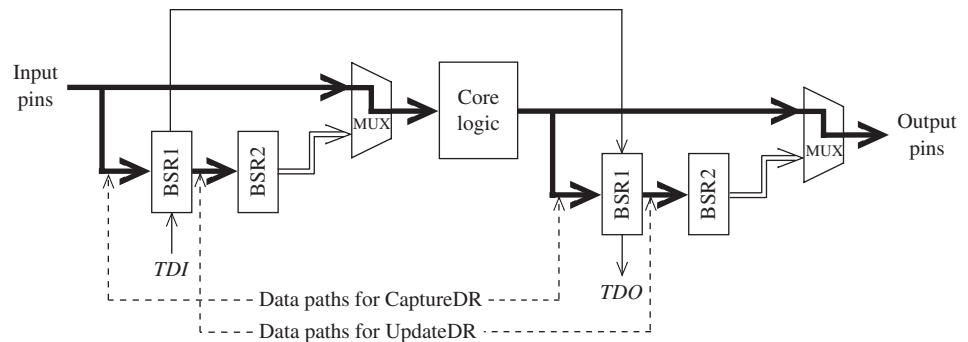 Input
pins
MUX
Core
logic
MUX
Output
pins
BSR1
BSR2
BSR1
BSR2
TDI
TDO
Data paths for CaptureDR
Data paths for UpdateDR